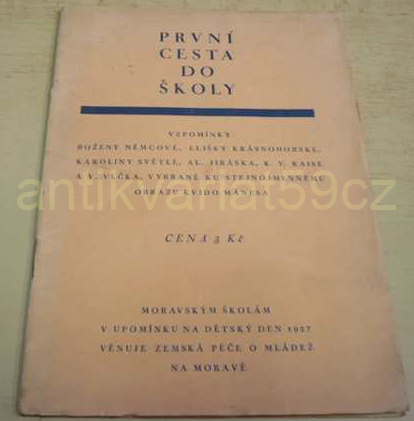 PRVNÍ
CESTA
DO
ŠKOLY
VZPOMÍNKY:
BOŽENY NĚMCOVÉ, ELIŠKY KRÁSNOHORSKÉ,
KAROLINY SVĚTLÉ, AL. JIRÁSKA, K. V. RAISE
A V. VLČKA, VYBRANÉ KU STEJNOJMENNÉMU
OBRAZU KVIDO MÁNESA
antikvariat59cz
CENA 3 Kč
MORAVSKÝM ŠKOLÁM
V UPOMÍNKU NA DĚTSKÝ DEN 1927
VĚNUJE ZEMSKÁ PÉČE O MLÁDEŽ
NA MORAVĚ